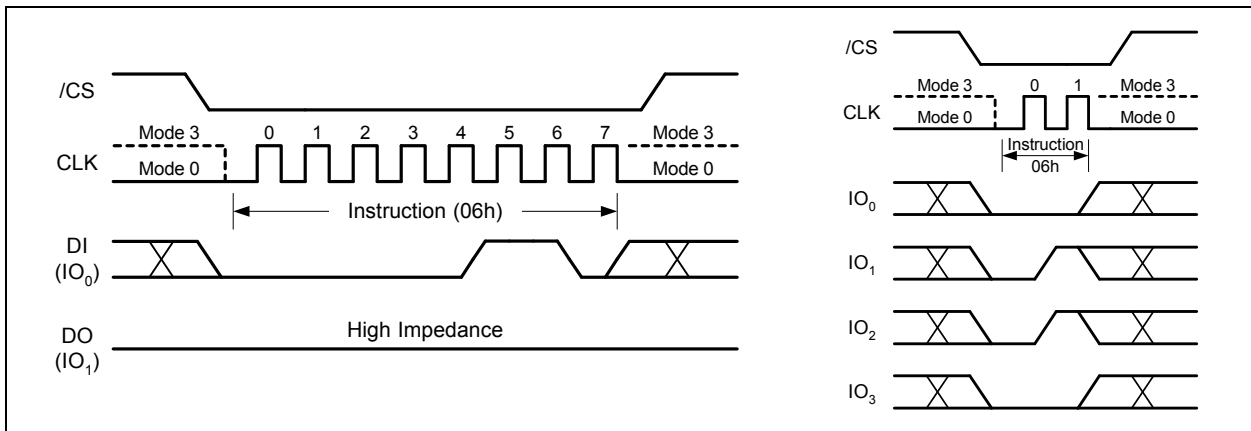 /CS
Mode 3 0 1 2 3 4 5 6 7 Mode 3
CLK
Mode 0 Mode 0
Instruction (06h)
DI
(IO0)
High Impedance
DO
(IO1)
/CS
Mode 3 0 1 Mode 3
CLK
Mode 0 Mode 0
Instruction
06h
IO0
IO1
IO2
IO3